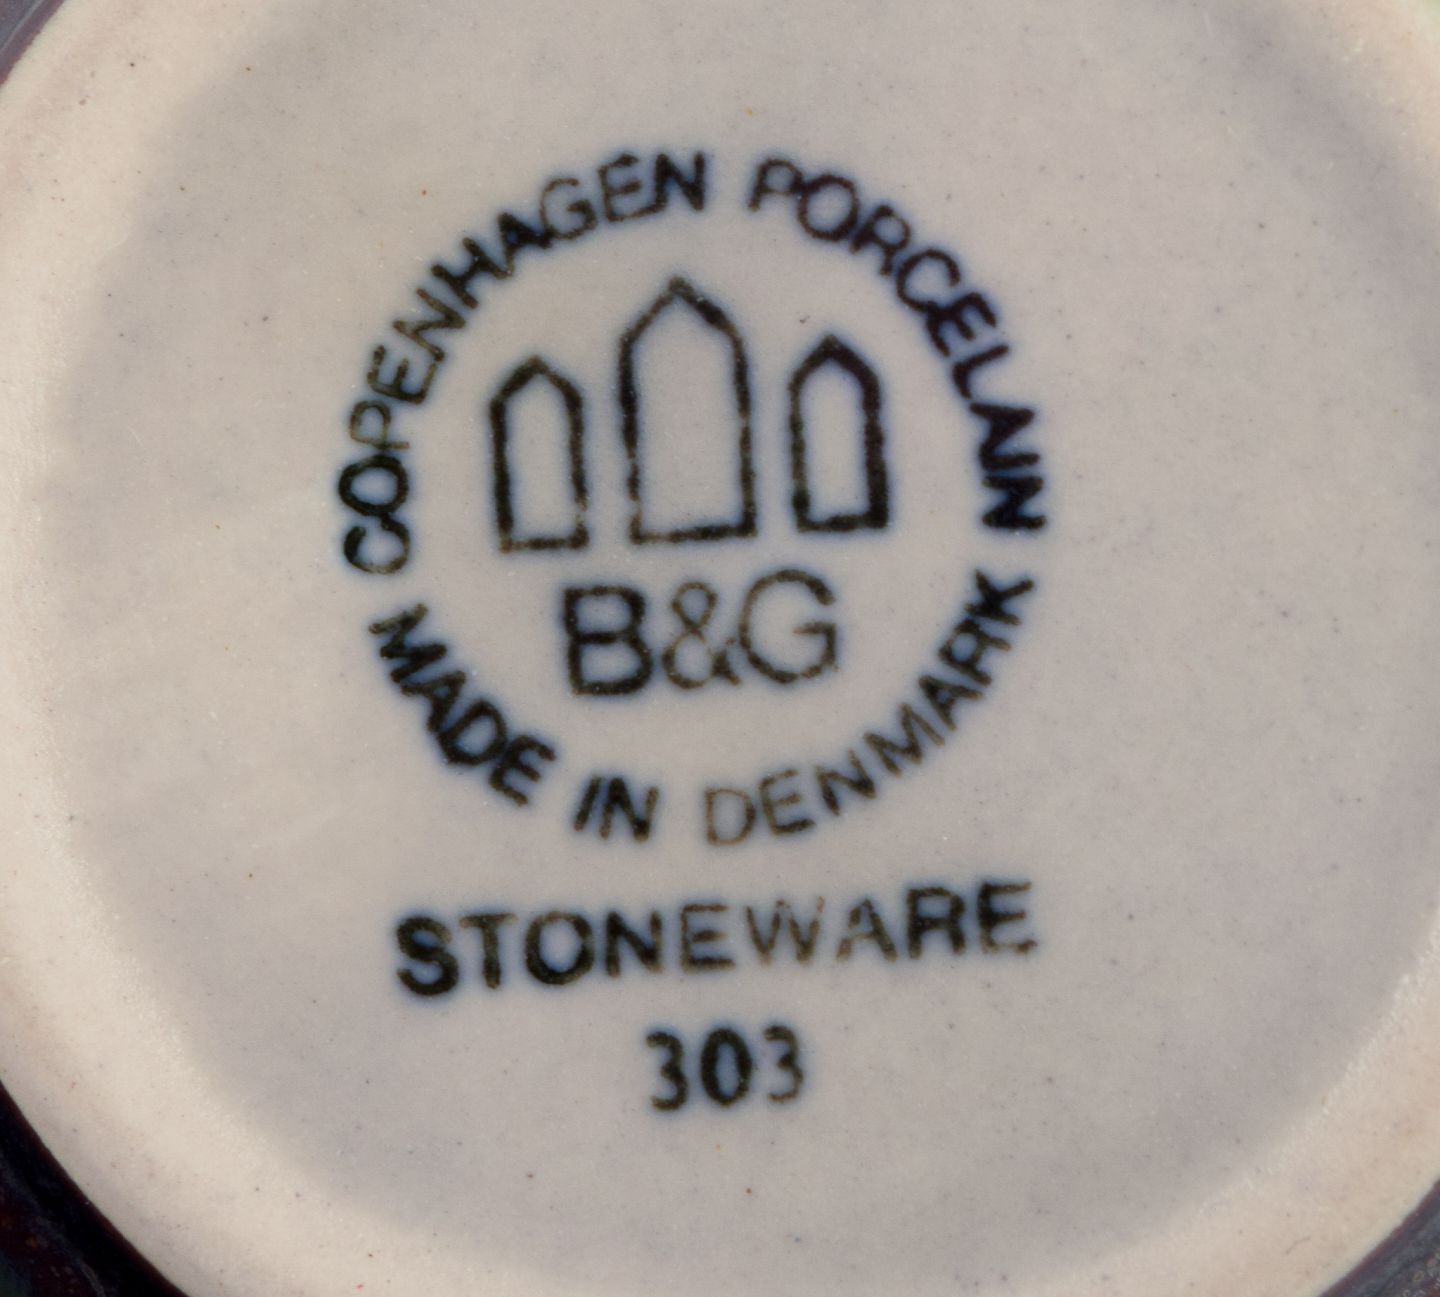 COPENHAGEN PORCELAIN
B&G
MADE IN DENMARK
STONEWARE
303